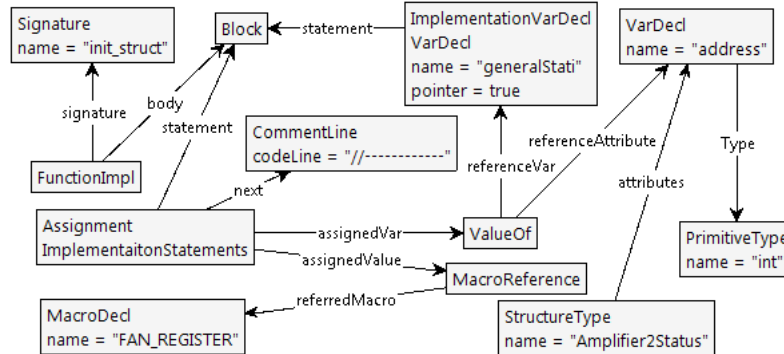 Signature
name = "init_struct"
Block
statement
ImplementationVarDecl
VarDecl
name = "generalStati"
pointer = true
VarDecl
name = "address"
signature
body
statement
CommentLine
codeLine = "//------------"
referenceAttribute
Type
referenceVar
attributes
FunctionImpl
next
Assignment
ImplementaitonStatements
assignedVar
ValueOf
assignedValue
MacroReference
PrimitiveType
name = "int"
referredMacro
MacroDecl
name = "FAN_REGISTER"
StructureType
name = "Amplifier2Status"